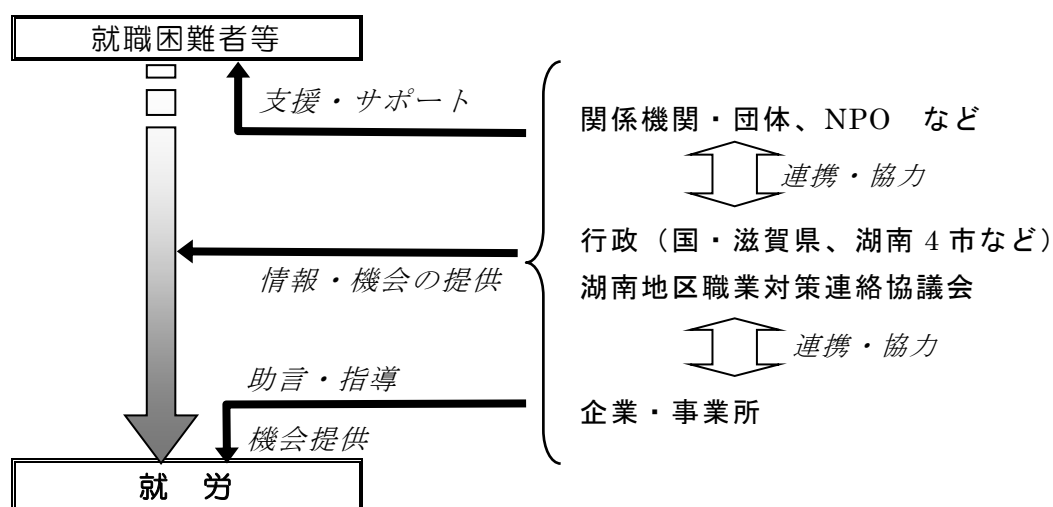 就職困難者等
支援・サポート
関係機関・団体、NPO　など
連携・協力
行政（国・滋賀県、湖南 4 市など）
情報・機会の提供
湖南地区職業対策連絡協議会
連携・協力
助言・指導
企業・事業所
機会提供
就　労